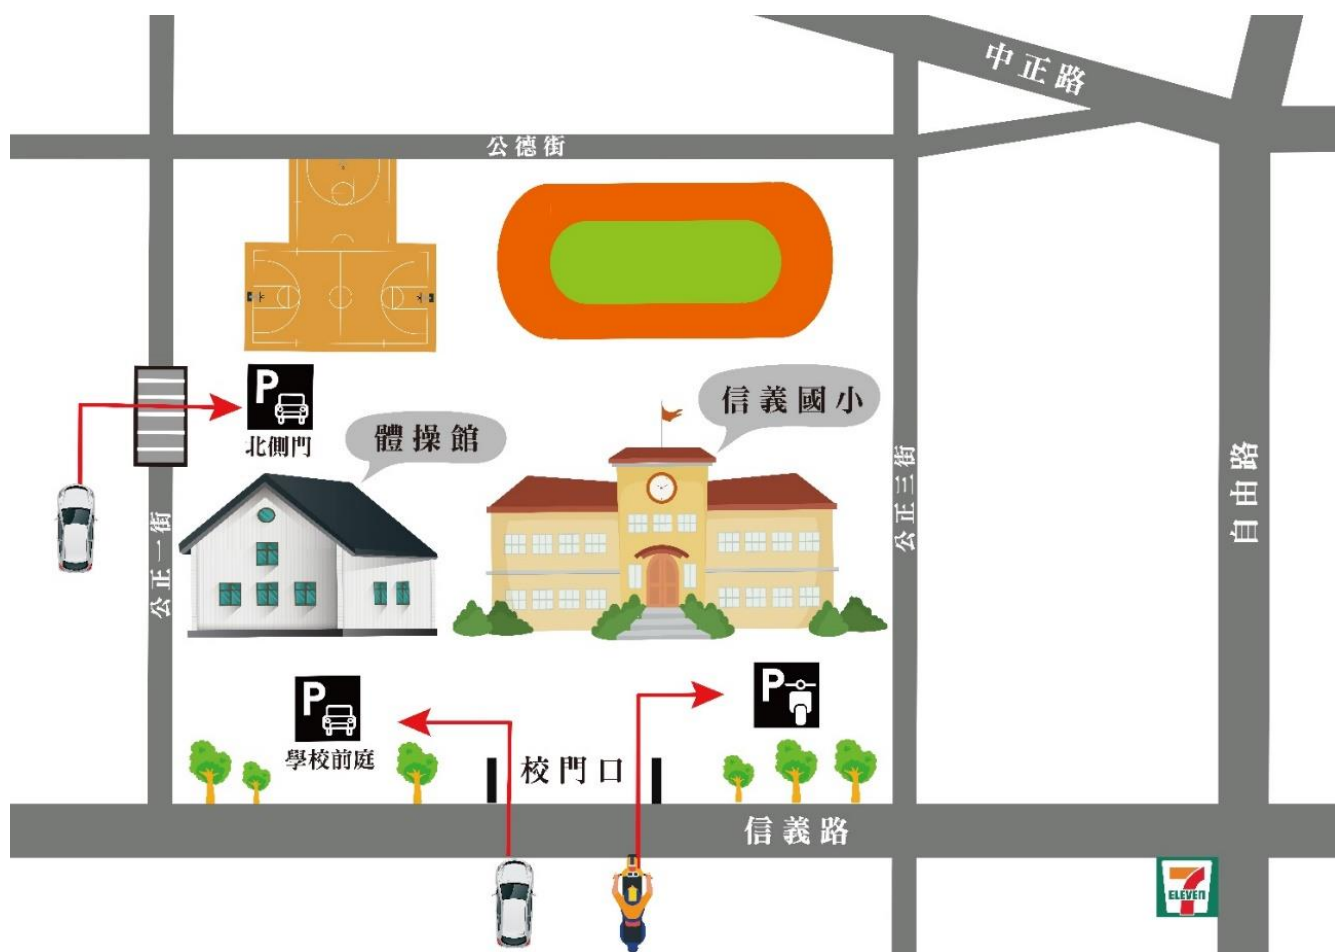 中正路
公德街
信義國小
P
北側門
體操館
公正一街
公正三街
自由路
P
學校前庭
P
校門口
信義路
7
ELEVEN